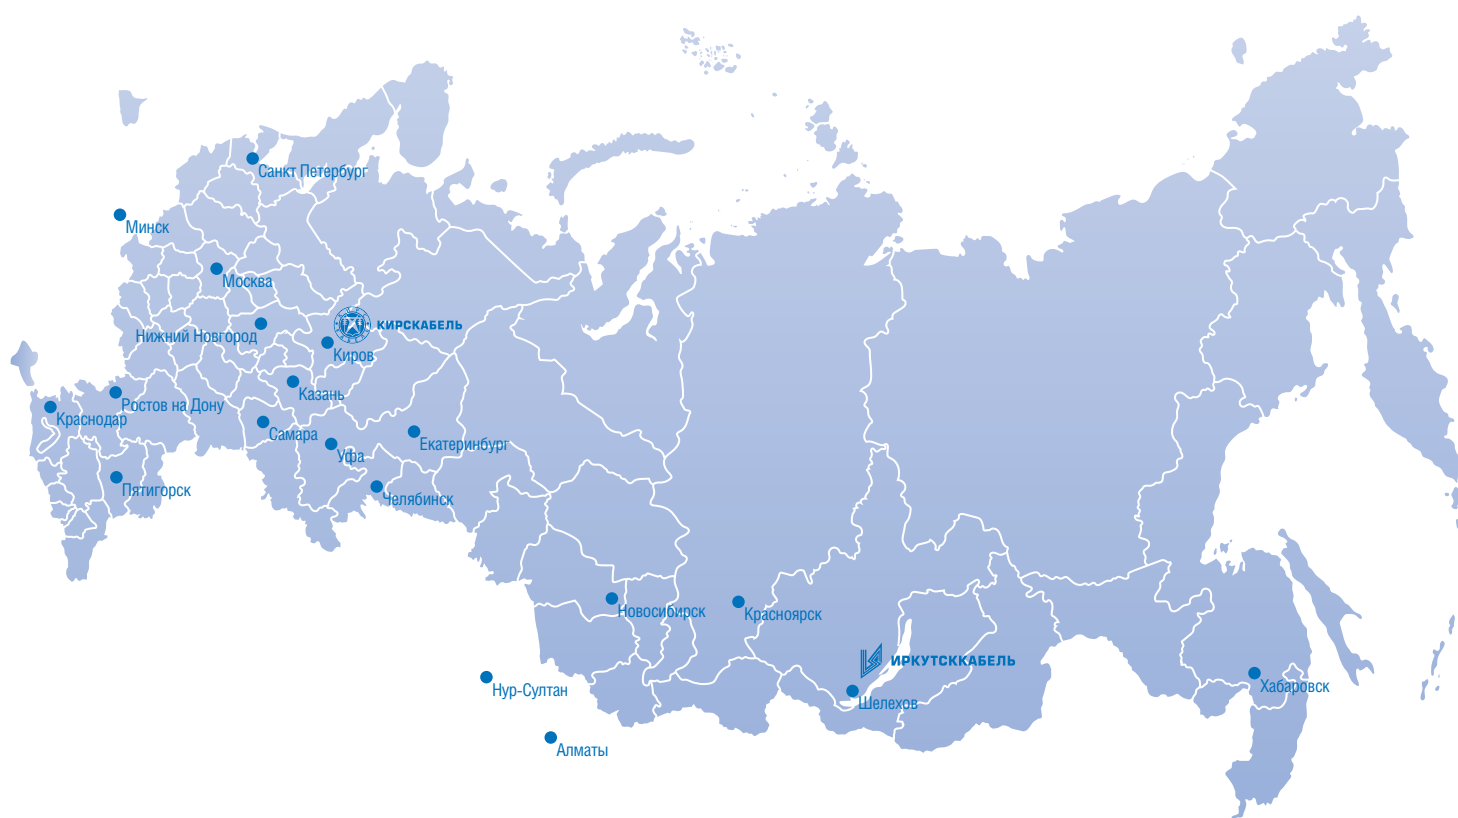 Санкт Петербург
Минск
Москва
КИРСКАБЕЛЬ
Нижний Новгород
Киров
Казань
Ростов на Дону
Краснодар
Самара
Екатеринбург
Уфа
Пятигорск
Челябинск
Новосибирск
Красноярск
ИРКУТСККАБЕЛЬ
Нур-Султан
Хабаровск
Шелехов
Алматы